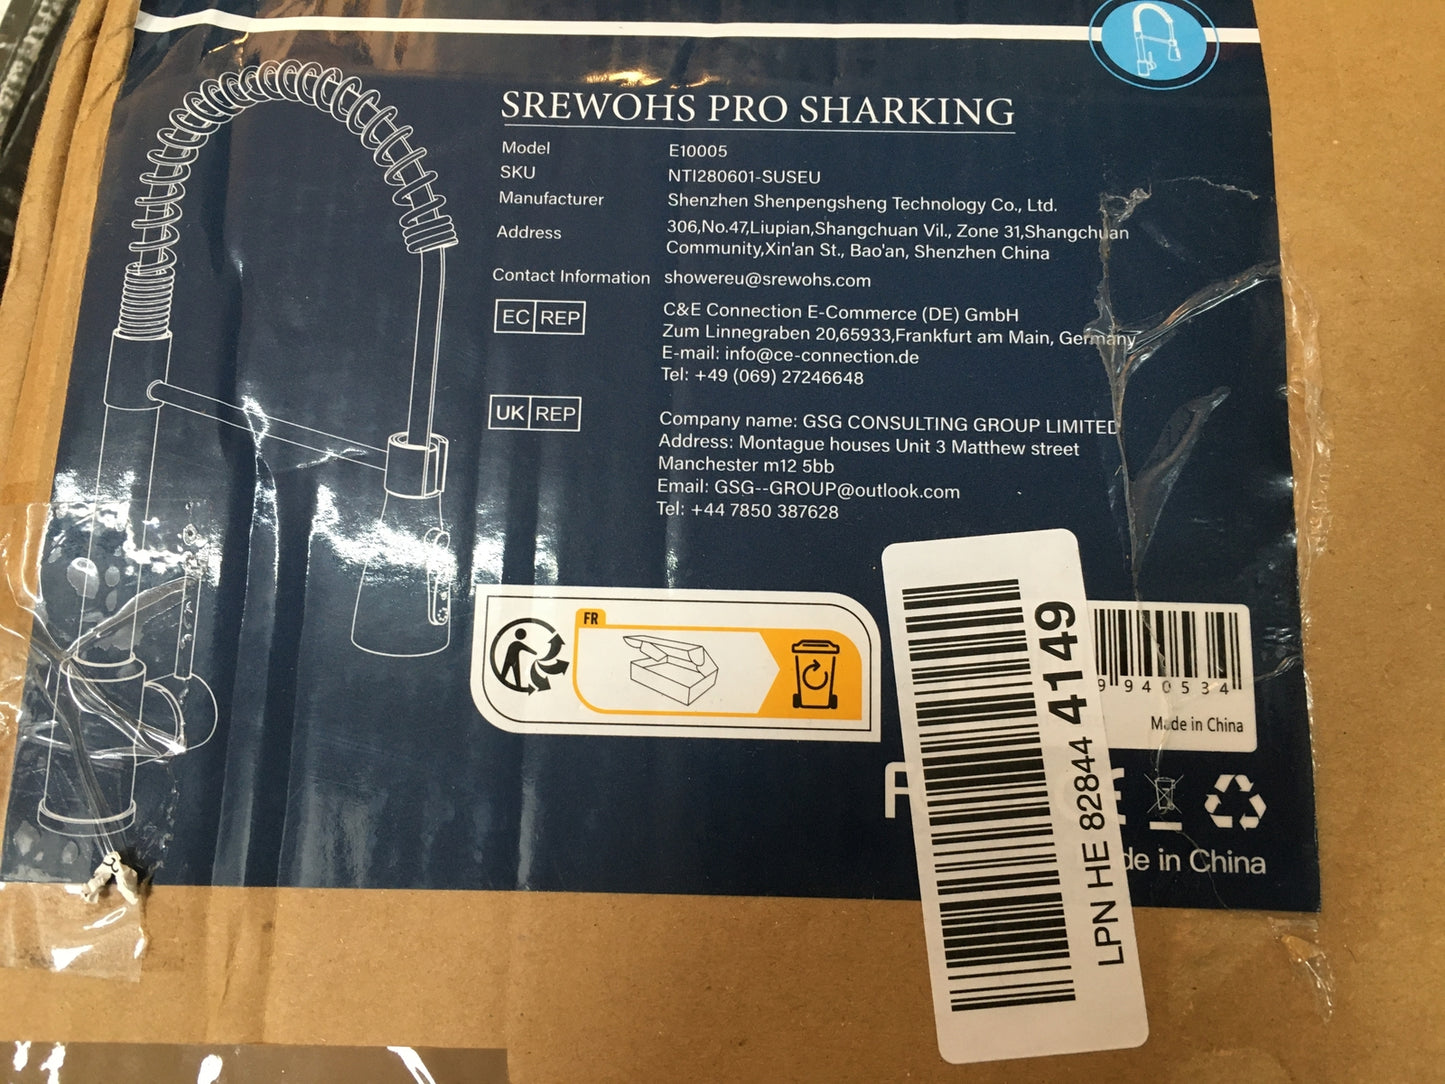 SREWOHS PRO SHARKING
Model E10005
SKU NTI280601-SUSEU
Manufacturer Shenzhen Shenpengsheng Technology Co., Ltd.
Address 306,No.47,Liupian,Shangchuan Vil., Zone 31,Shangchuan
Community,Xin'an St., Bao'an, Shenzhen China
Contact Information showereu@srewohs.com
EC REP C&E Connection E-Commerce (DE) GmbH
Zum Linnegraben 20,65933,Frankfurt am Main, Germany
E-mail: info@ce-connection.de
Tel: +49 (069) 27246648
UK REP Company name: GSG CONSULTING GROUP LIMITED
Address: Montague houses Unit 3 Matthew street
Manchester m12 5bb
Email: GSG--GROUP@outlook.com
Tel: +44 7850 387628
FR
9 940534
Made in China
LPN HE 82844 4149
de in China